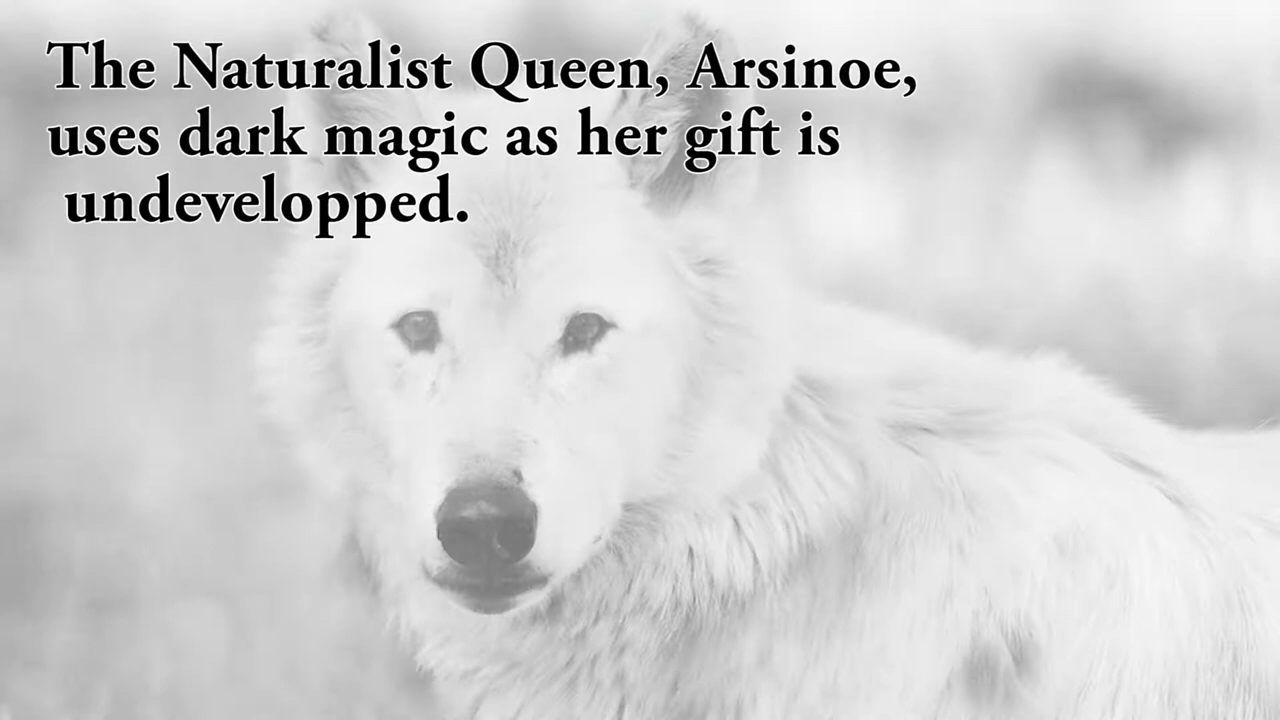 The Naturalist Queen, Arsinoe,
uses dark magic as her gift is
undevelopped.